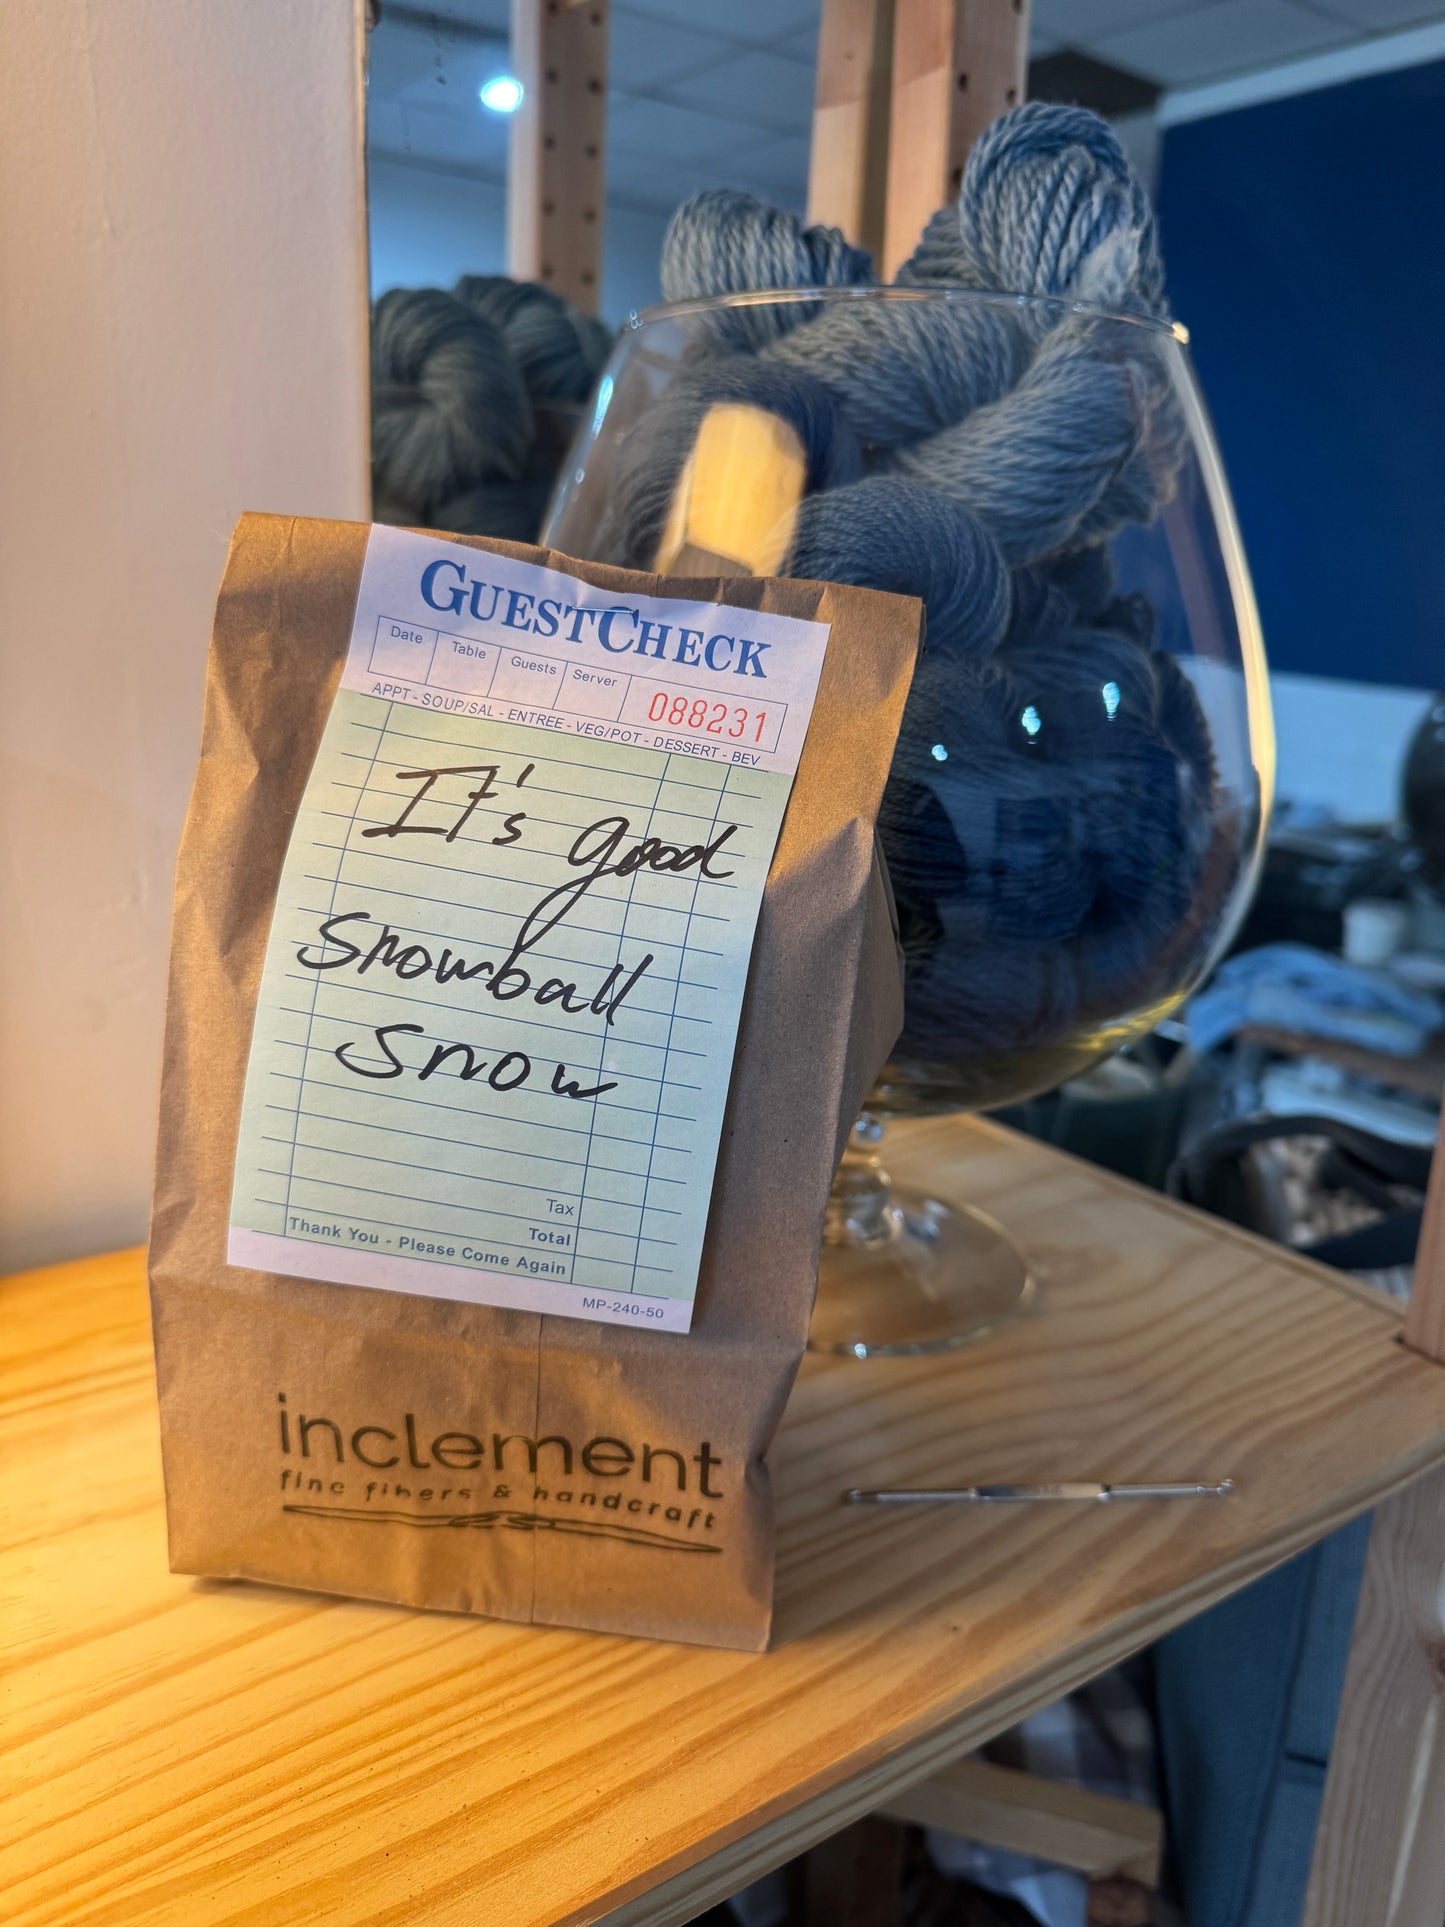 GUESTCHECK
Date Table Guests Server 088231
APPT - SOUP/SAL - ENTREE - VEG/POT - DESSERT - BEV
It's good
snowball
snow
Tax
Total
Thank You - Please Come Again
MP-240-50
inclement
fine fibers & handcraft